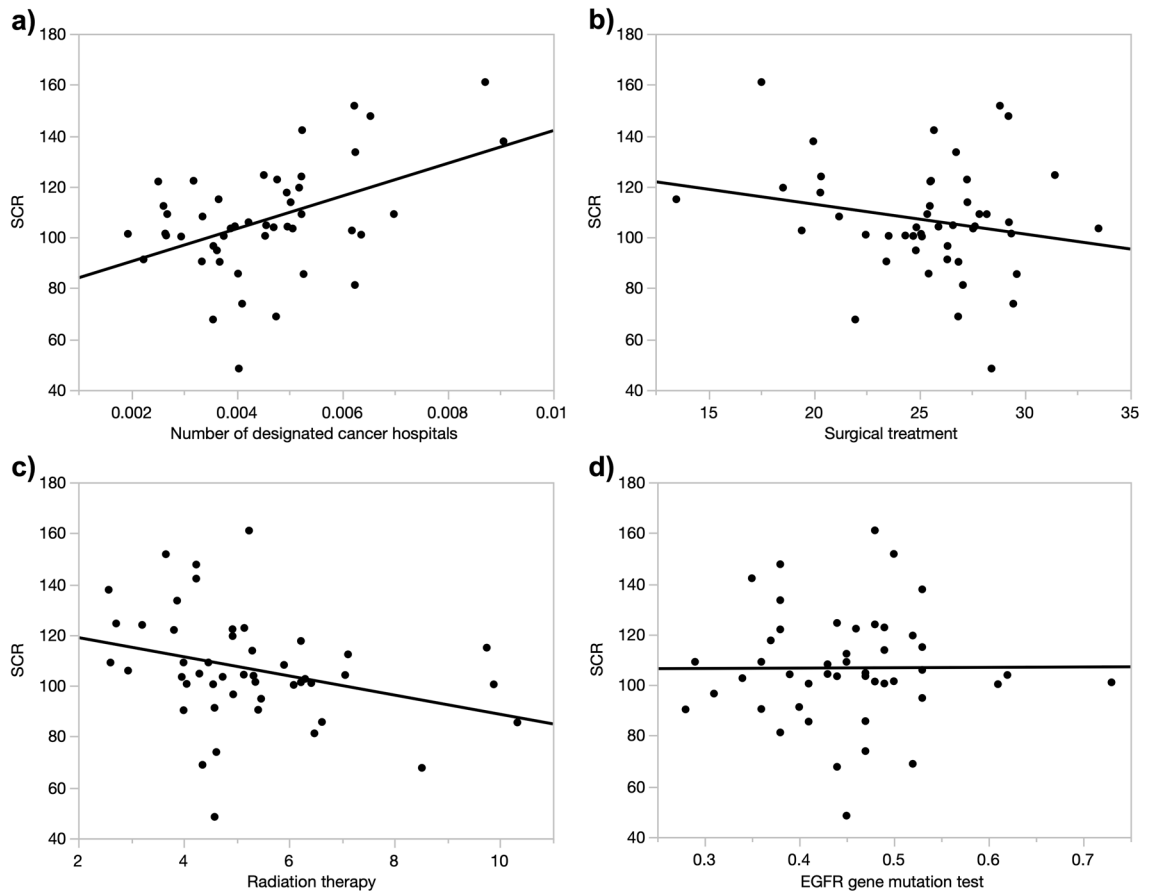 a)
180
160
140
120
100
80
60
40
SCR
0.002 0.004 0.006 0.008 0.01
Number of designated cancer hospitals
b)
180
160
140
120
100
80
60
40
SCR
15 20 25 30 35
Surgical treatment
c)
180
160
140
120
100
80
60
40
SCR
2 4 6 8 10
Radiation therapy
d)
180
160
140
120
100
80
60
40
SCR
0.3 0.4 0.5 0.6 0.7
EGFR gene mutation test